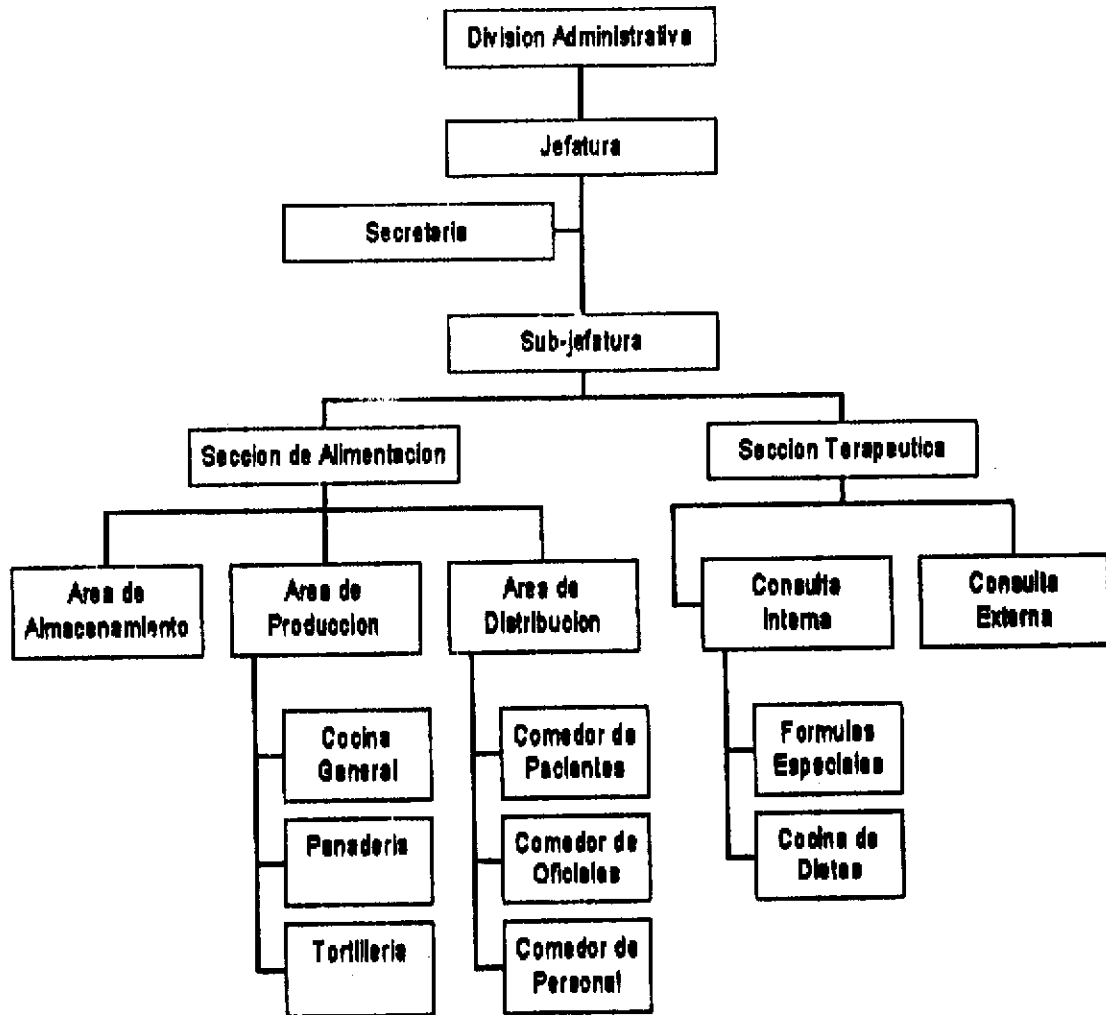 Division Administrativa
Jefatura
Secretaria
Sub-jefatura
Seccion de Alimentacion
Seccion Terapeutica
Area de
Almacenamiento
Area de
Produccion
Area de
Distribucion
Consulta
Interna
Consulta
Externa
Cocina
General
Panaderia
Tortilleria
Comedor de
Pacientes
Comedor de
Oficiales
Comedor de
Personal
Formulas
Especiales
Cocina de
Dietas